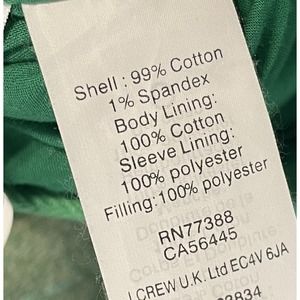 Shell : 99% Cotton
1% Spandex
Body Lining:
100% Cotton
Sleeve Lining:
100% polyester
Filling:100% polyester
RN77388
CA56445
J.CREW U.K. Ltd EC4V 6JA